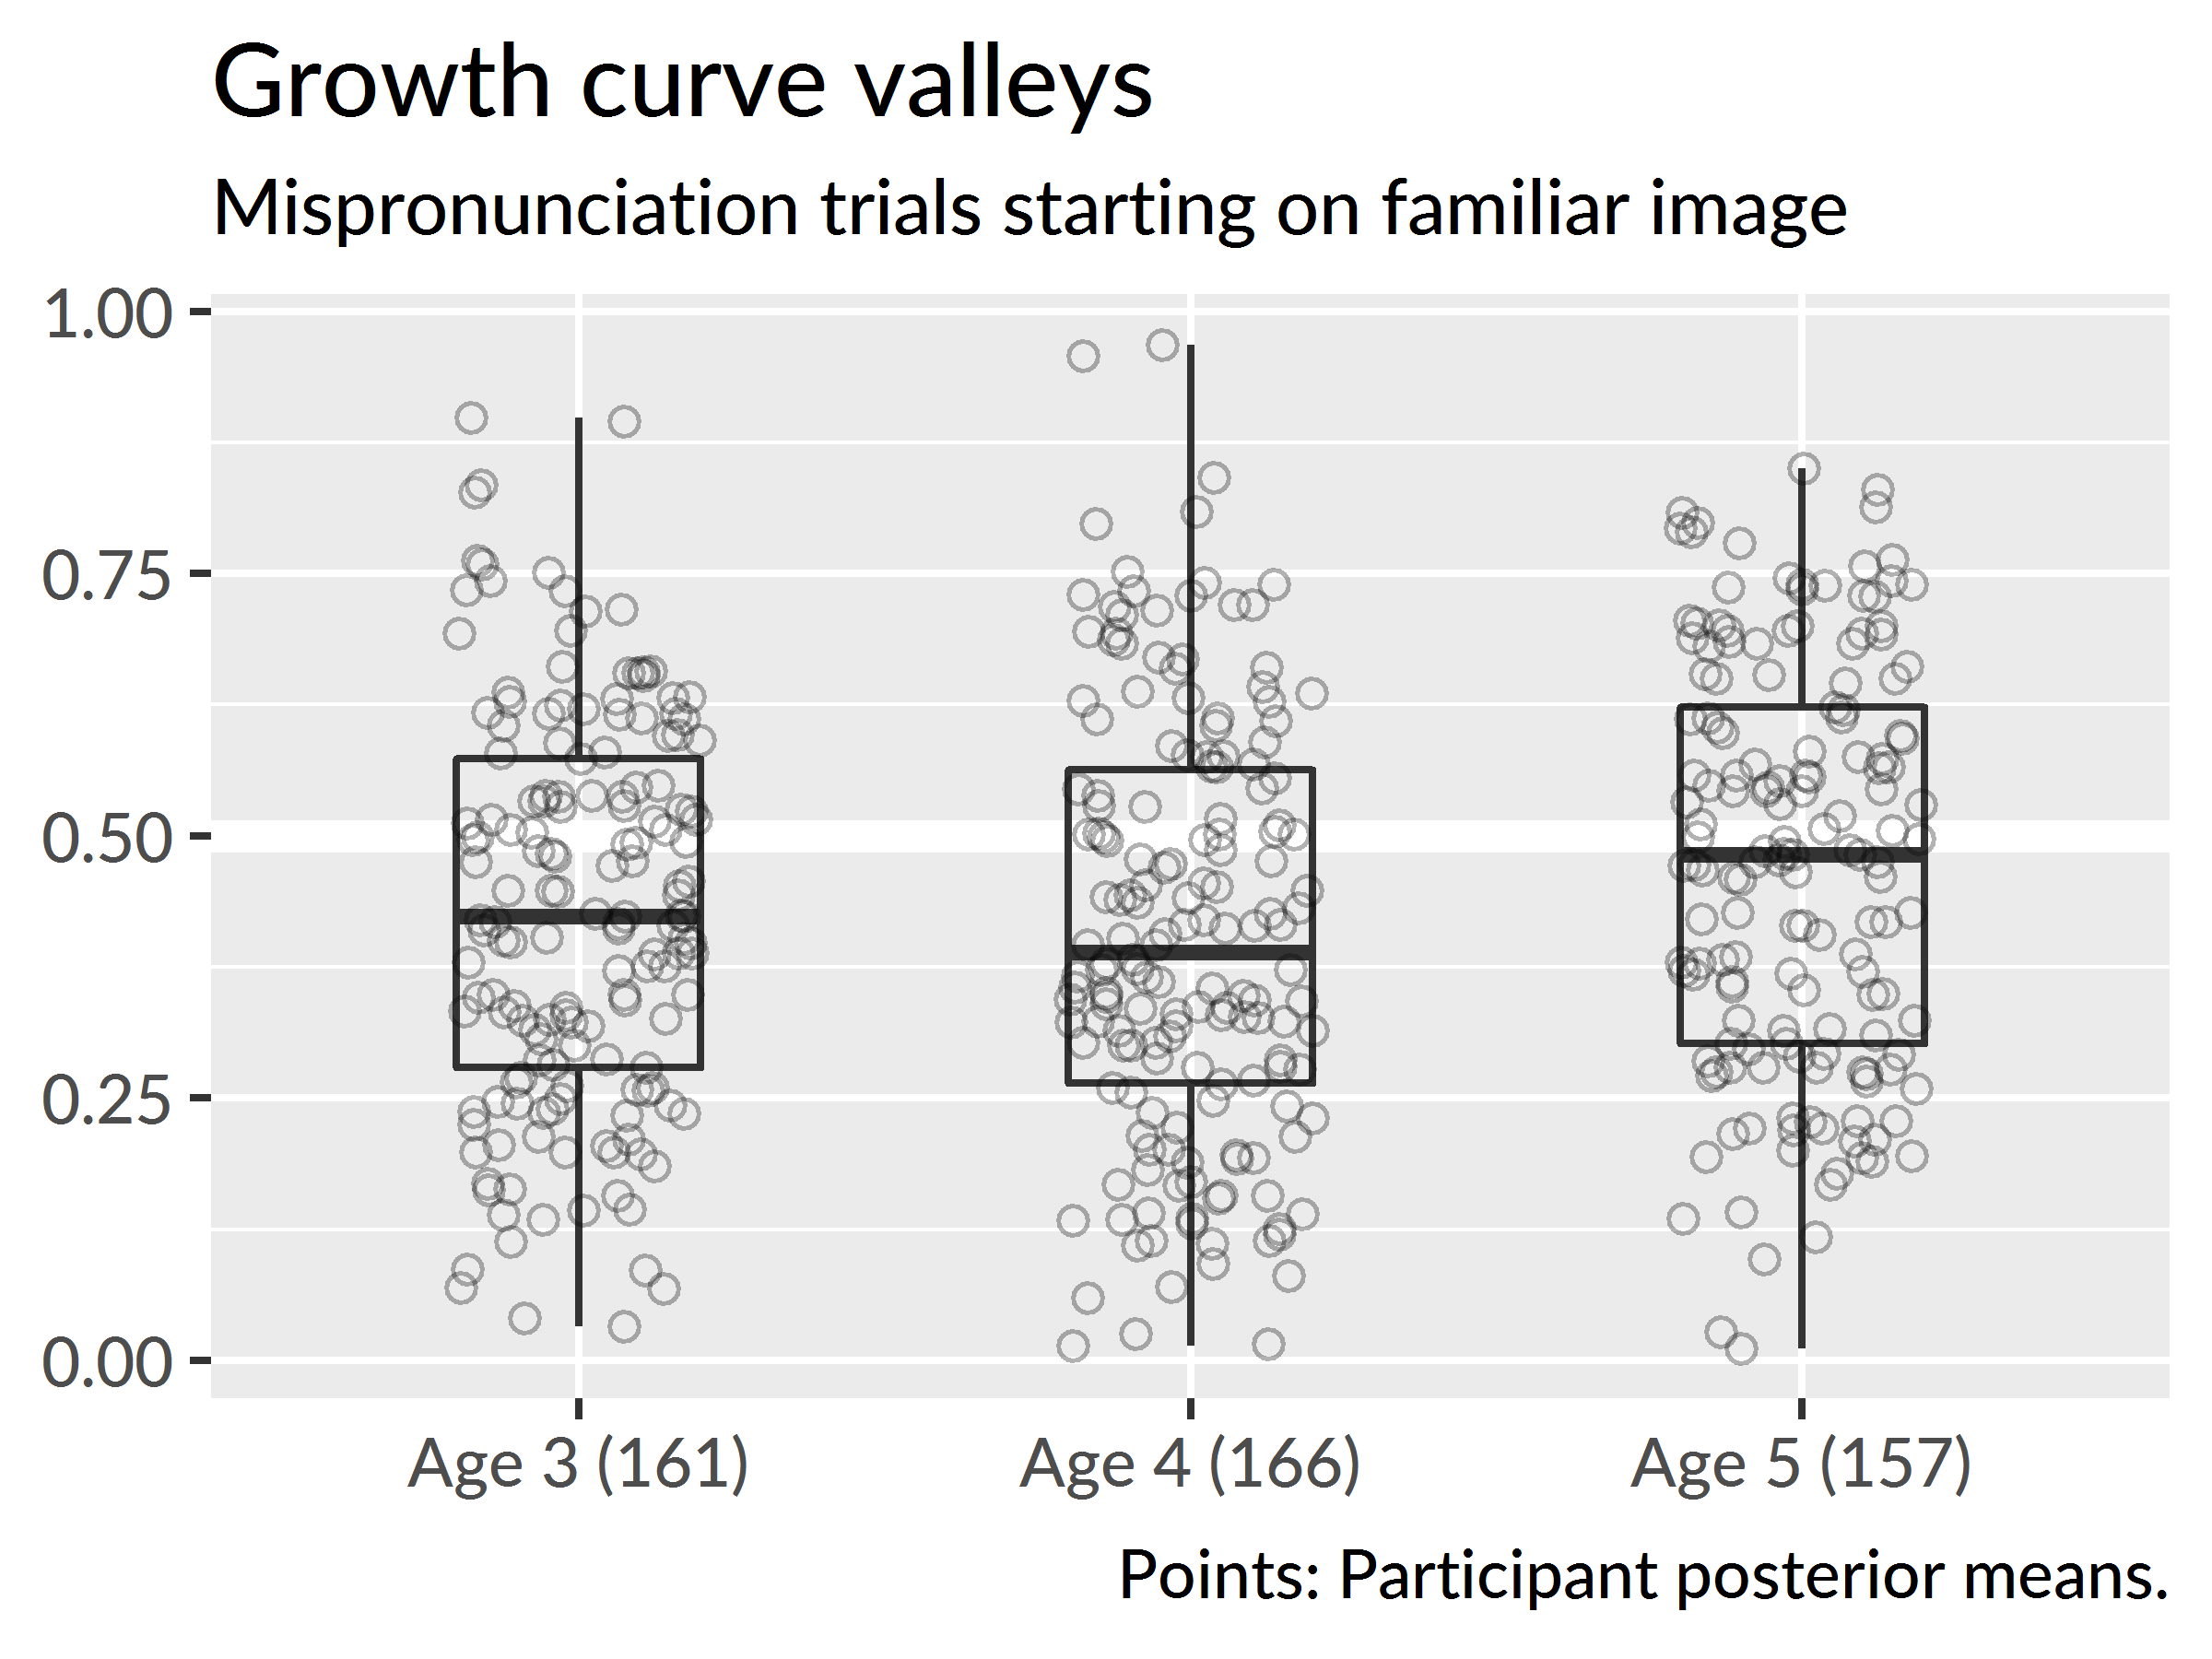 Growth curve valleys
Mispronunciation trials starting on familiar image
1.00
0.75
0.50
0.25
0.00
Age 3 (161) Age 4 (166) Age 5 (157)
Points: Participant posterior means.